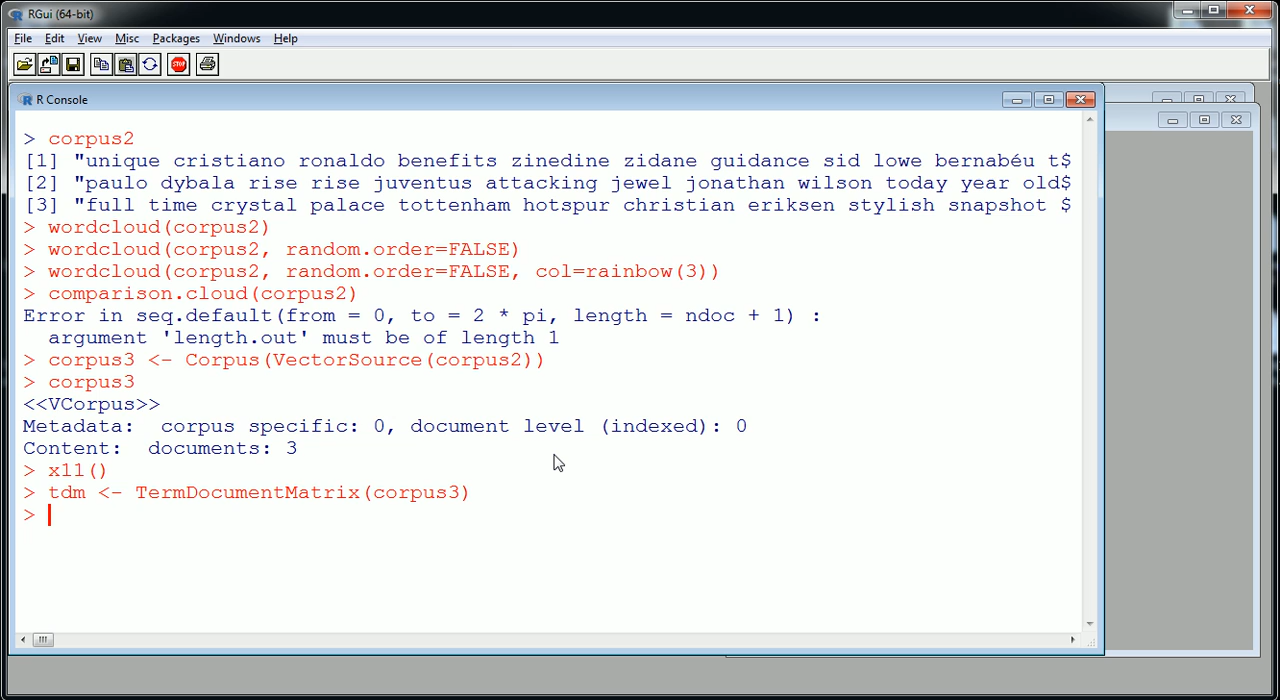 RGui (64-bit)
File Edit View Misc Packages Windows Help
STOP
R Console
> corpus2
[1] "unique cristiano ronaldo benefits zinedine zidane guidance sid lowe bernabéu t$
[2] "paulo dybala rise rise juventus attacking jewel jonathan wilson today year old$
[3] "full time crystal palace tottenham hotspur christian eriksen stylish snapshot $
> wordcloud(corpus2)
> wordcloud(corpus2, random.order=FALSE)
> wordcloud(corpus2, random.order=FALSE, col=rainbow(3))
> comparison.cloud(corpus2)
Error in seq.default(from = 0, to = 2 * pi, length = ndoc + 1) :
  argument 'length.out' must be of length 1
> corpus3 <- Corpus(VectorSource(corpus2))
> corpus3
<<VCorpus>>
Metadata:  corpus specific: 0, document level (indexed): 0
Content:  documents: 3
> x11()
> tdm <- TermDocumentMatrix(corpus3)
>